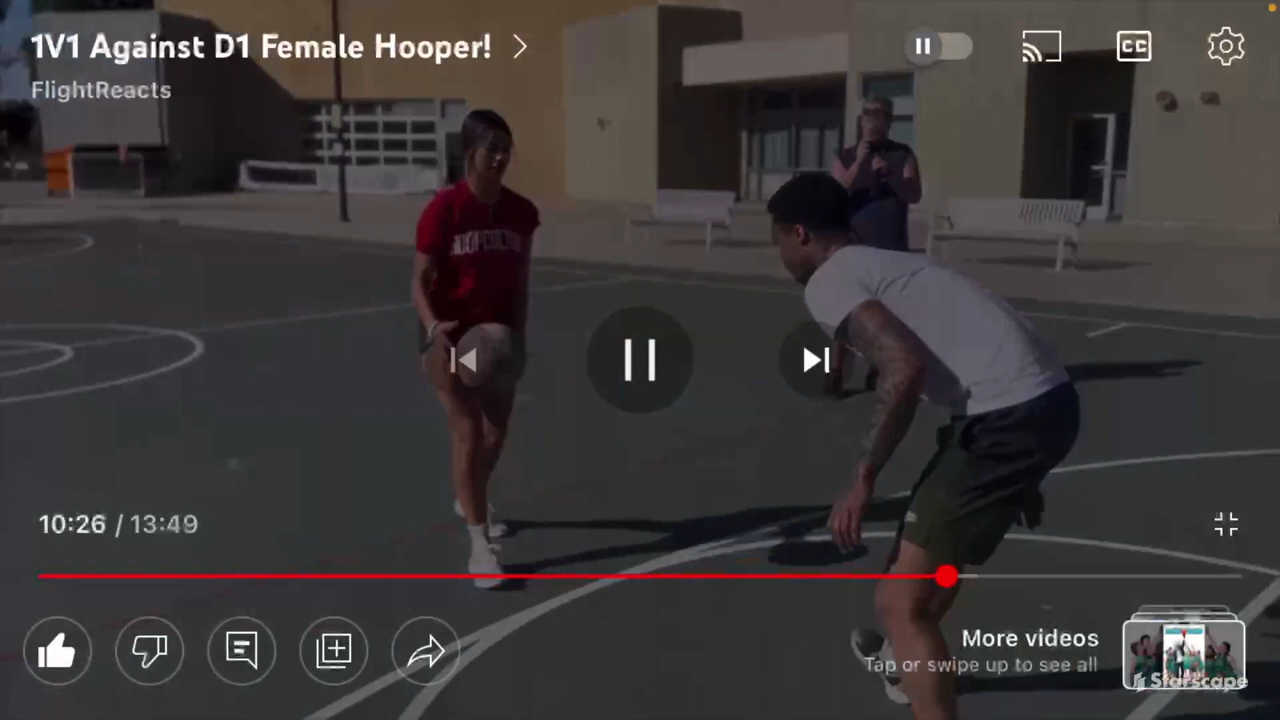 1V1 Against D1 Female Hooper!
FlightReacts
CC
10:26 / 13:49
More videos
Tap or swipe up to see all
Starscape